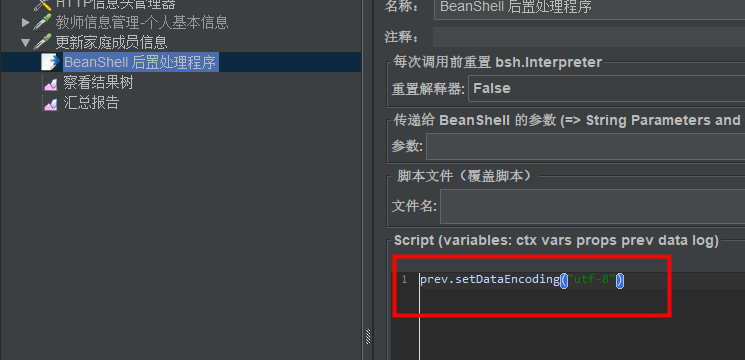 HTTP信息头管理器
教师信息管理-个人基本信息
更新家庭成员信息
BeanShell 后置处理程序
察看结果树
汇总报告
名称： BeanShell 后置处理程序
注释：
每次调用前重置 bsh.Interpreter
重置解释器: False
传递给 BeanShell 的参数 (=> String Parameters and
参数:
脚本文件（覆盖脚本）
文件名:
Script (variables: ctx vars props prev data log)
1 prev.setDataEncoding("utf-8")